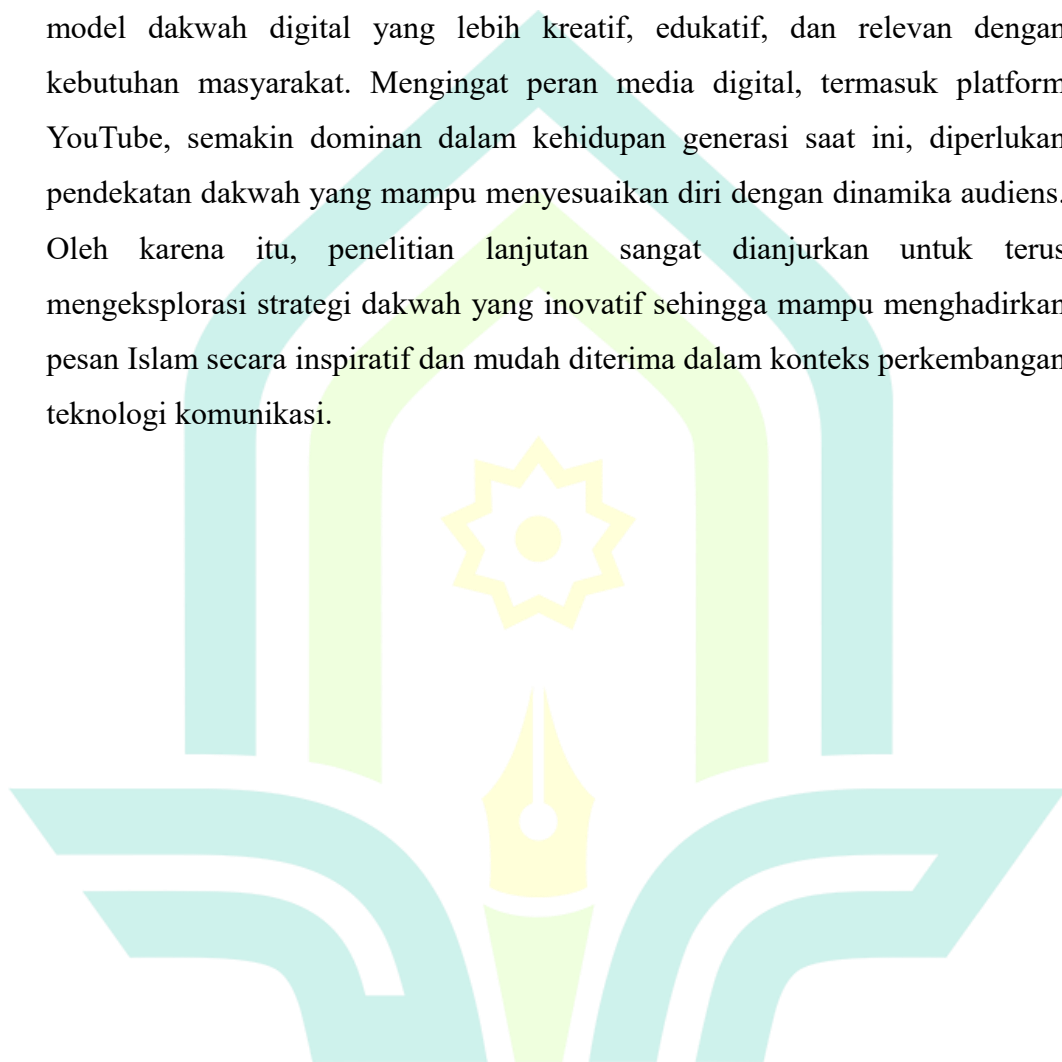 model dakwah digital yang lebih kreatif, edukatif, dan relevan dengan
kebutuhan masyarakat. Mengingat peran media digital, termasuk platform
YouTube, semakin dominan dalam kehidupan generasi saat ini, diperlukan
pendekatan dakwah yang mampu menyesuaikan diri dengan dinamika audiens.
Oleh karena itu, penelitian lanjutan sangat dianjurkan untuk terus
mengeksplorasi strategi dakwah yang inovatif sehingga mampu menghadirkan
pesan Islam secara inspiratif dan mudah diterima dalam konteks perkembangan
teknologi komunikasi.